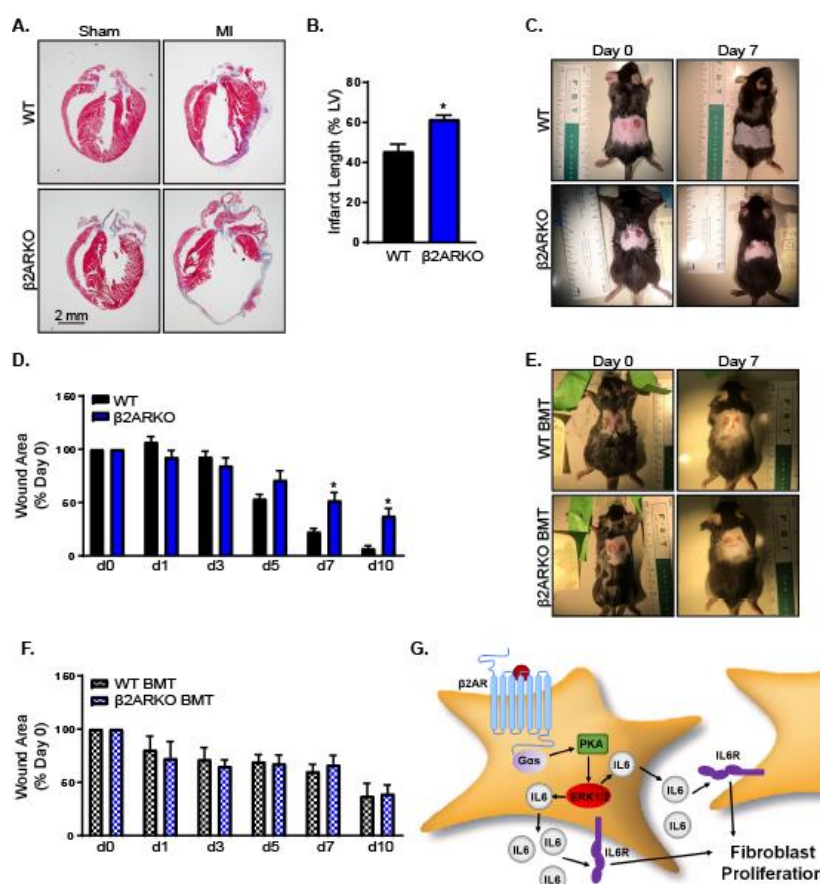 A.
Sham
MI
WT
β2ARKO
2 mm
B.
Infarct Length (% LV)
80
60
40
20
0
*
WT
β2ARKO
C.
Day 0
Day 7
WT
β2ARKO
D.
WT
β2ARKO
Wound Area
(% Day 0)
150
100
50
0
*
*
d0
d1
d3
d5
d7
d10
E.
Day 0
Day 7
WT BMT
β2ARKO BMT
F.
WT BMT
β2ARKO BMT
Wound Area
(% Day 0)
150
100
50
0
d0
d1
d3
d5
d7
d10
G.
β2AR
Gαs
PKA
ERK1/2
IL6
IL6
IL6
IL6
IL6
IL6
IL6
IL6
IL6R
IL6R
Fibroblast
Proliferation